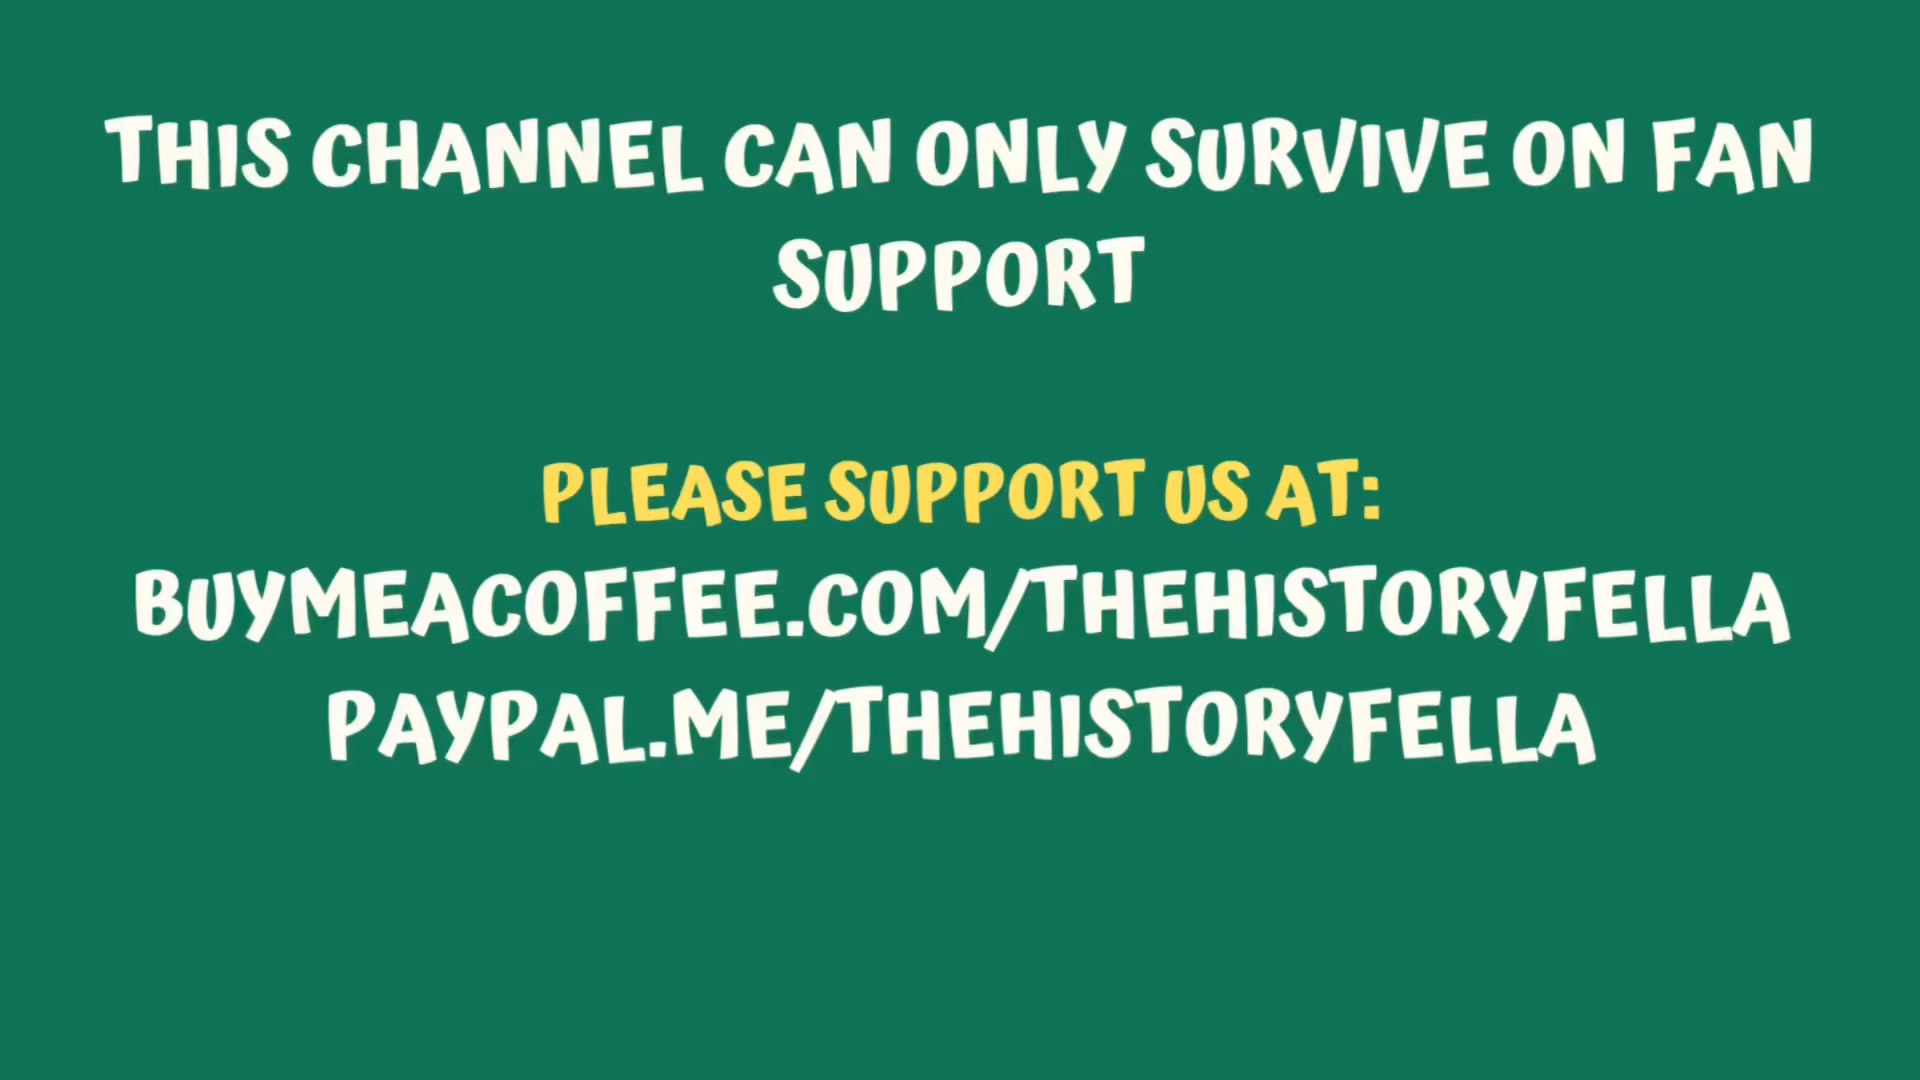 THIS CHANNEL CAN ONLY SURVIVE ON FAN
SUPPORT
PLEASE SUPPORT US AT:
BUYMEACOFFEE.COM/THEHISTORYFELLA
PAYPAL.ME/THEHISTORYFELLA